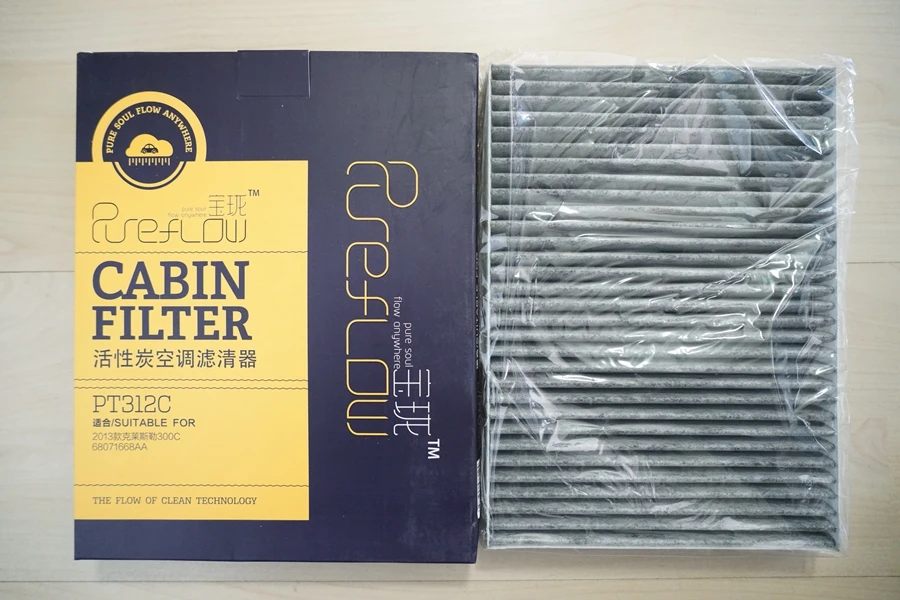 PURE SOUL FLOW ANYWHERE
pure soul
flow anywhere
宝珑™
PureFLOW
CABIN
FILTER
活性炭空调滤清器
PT312C
适合/SUITABLE FOR
2013款克莱斯勒300C
68071668AA
THE FLOW OF CLEAN TECHNOLOGY
PureFLOW
pure soul
flow anywhere
宝珑™